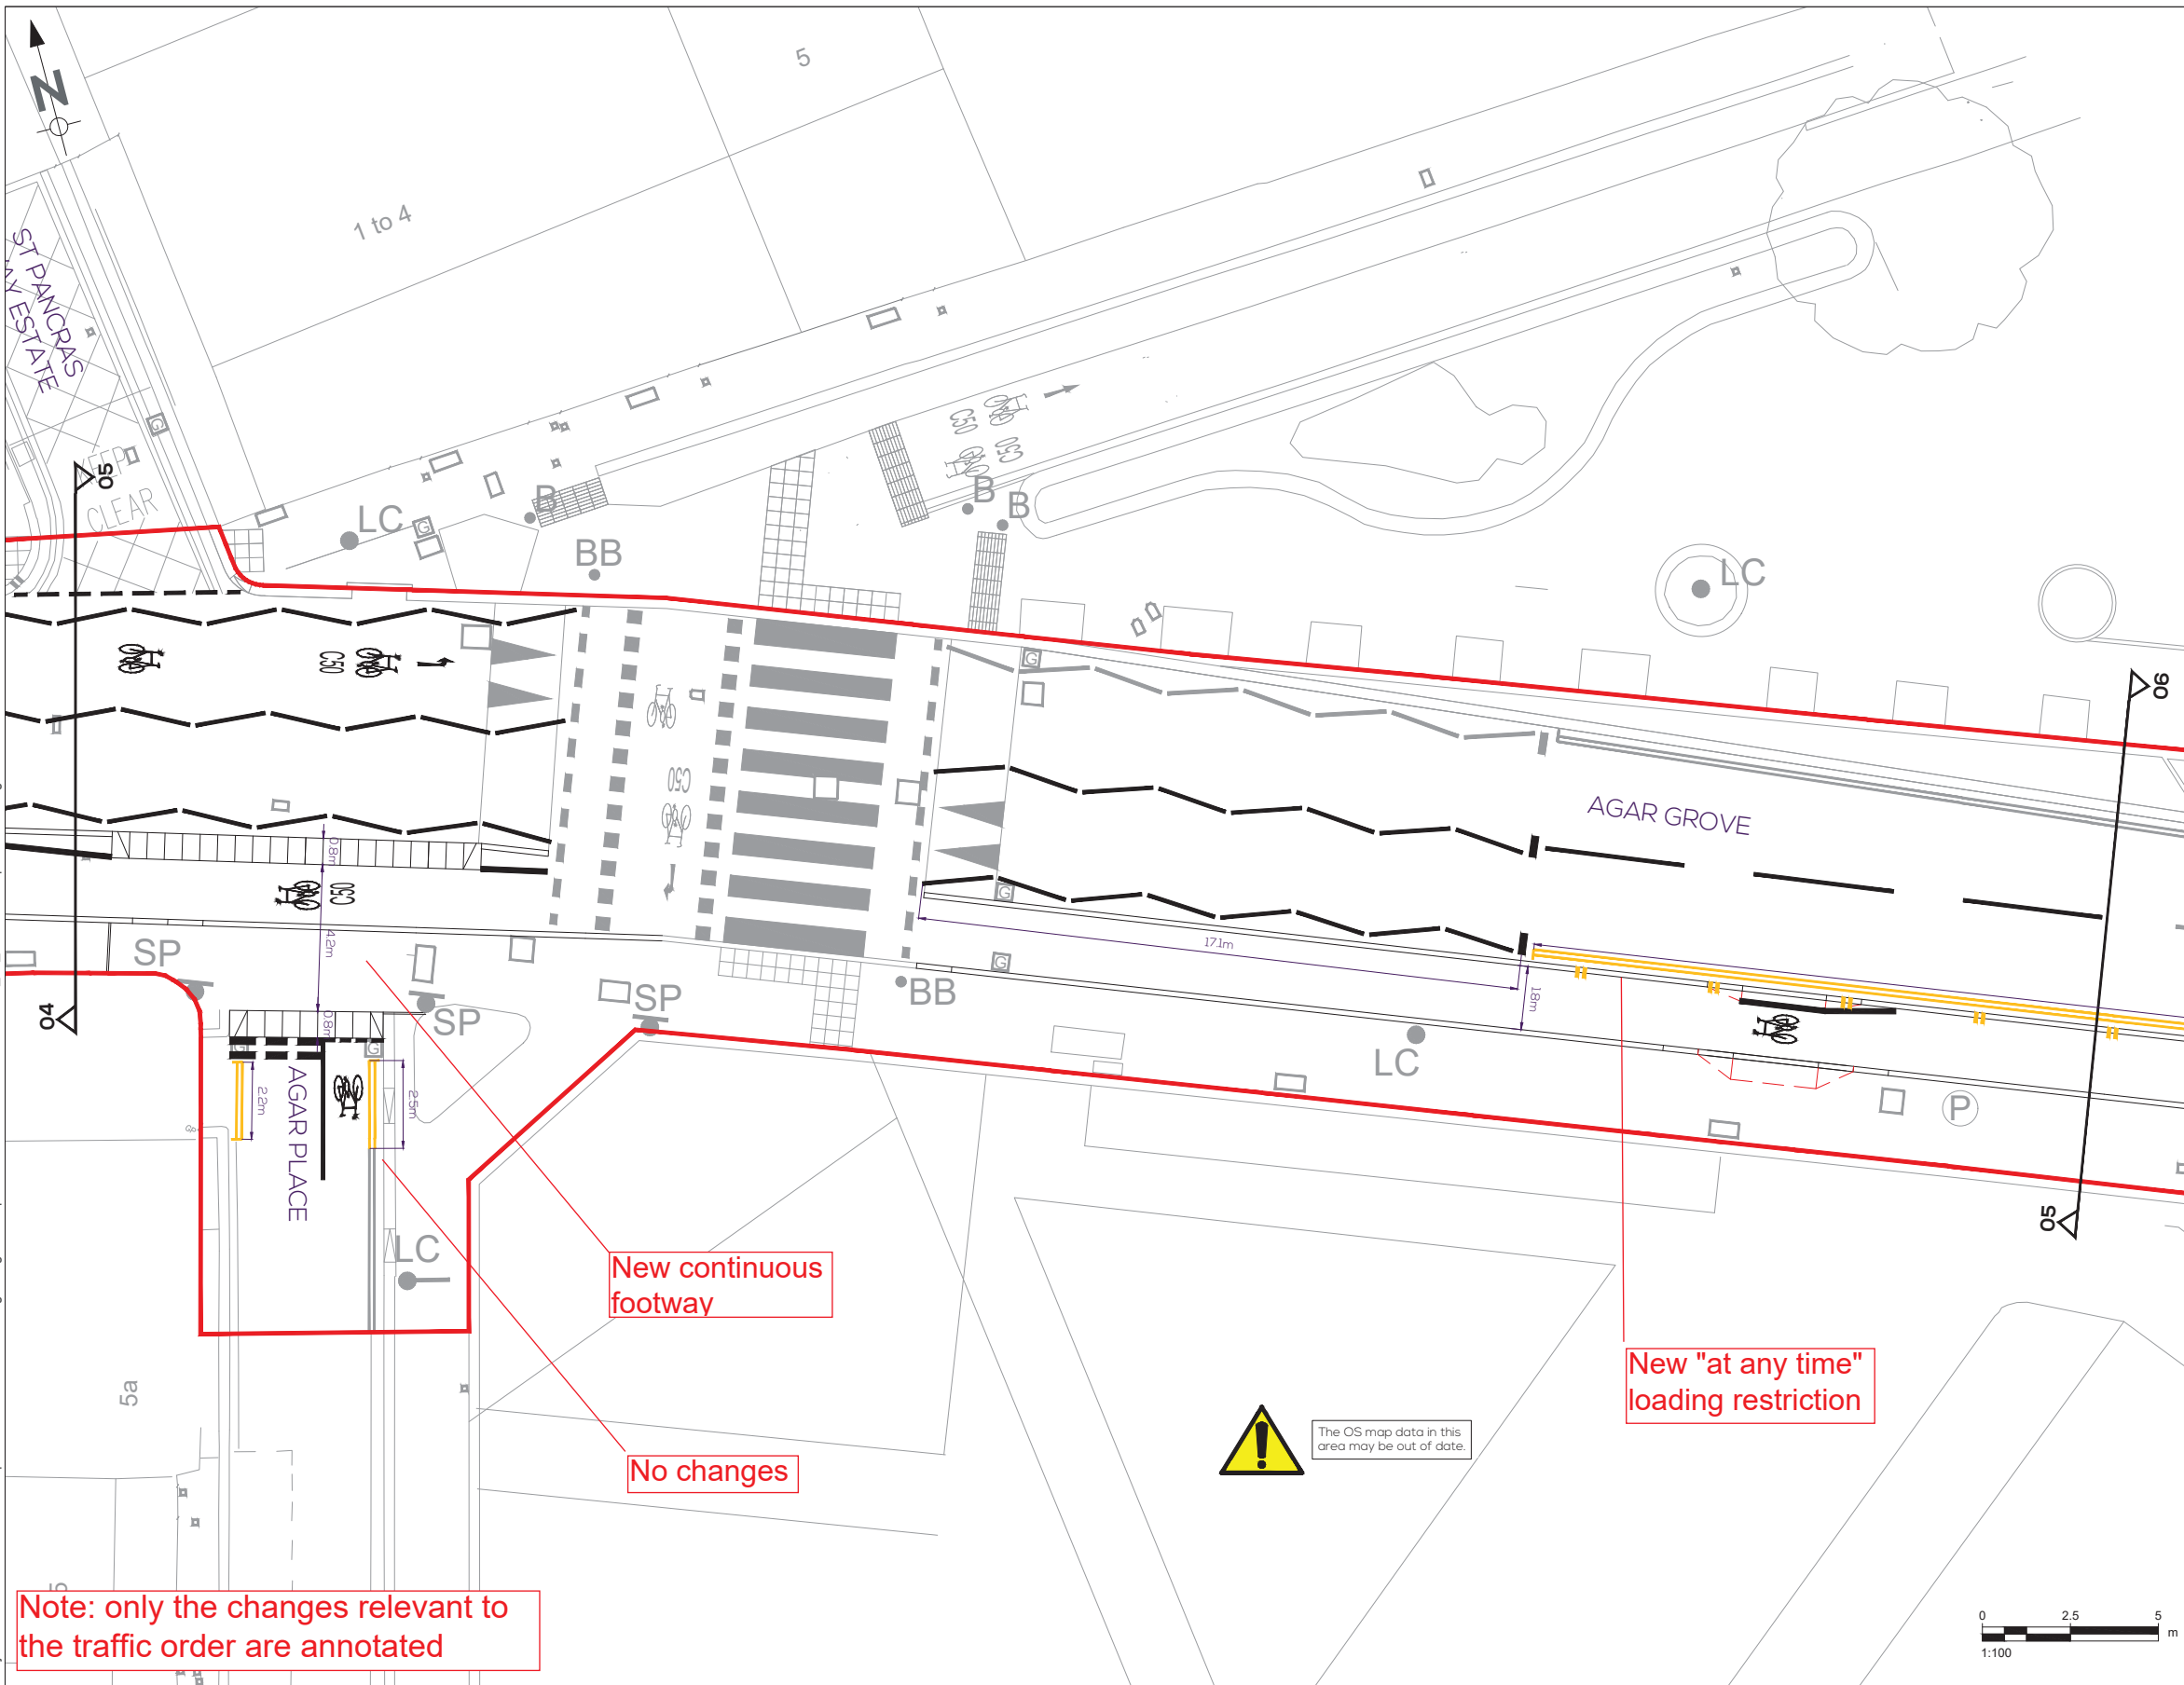 N
5
1 to 4
ST PANCRAS
WAY ESTATE
G
KEEP
CLEAR
05
LC
G
B
BB
C50
C50
B
B
LC
06
C50
G
C50
AGAR GROVE
0.8m
C50
G
4.2m
17.1m
SP
SP
SP
G
BB
1.8m
04
LC
P
0.8m
G
G
AGAR PLACE
2.2m
2.5m
05
LC
New continuous
footway
New "at any time"
loading restriction
5a
The OS map data in this
area may be out of date.
No changes
5
Note: only the changes relevant to
the traffic order are annotated
0 2.5 5
m
1:100